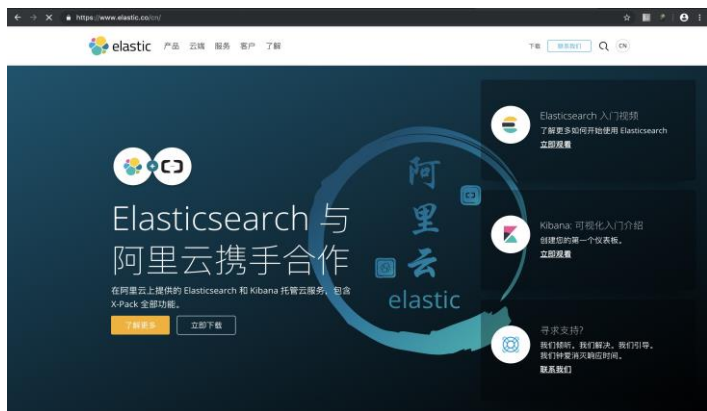 https://www.elastic.co/cn/
elastic 产品 云端 服务 客户 了解
下载 联系我们 CN
Elasticsearch 与
阿里云携手合作
在阿里云上提供的 Elasticsearch 和 Kibana 托管云服务，包含
X-Pack 全部功能。
了解更多 立即下载
阿里云
elastic
Elasticsearch 入门视频
了解更多如何开始使用 Elasticsearch
立即观看
Kibana: 可视化入门介绍
创建您的第一个仪表板。
立即观看
寻求支持?
我们倾听。我们解决。我们引导。
我们钟爱消灭响应时间。
联系我们